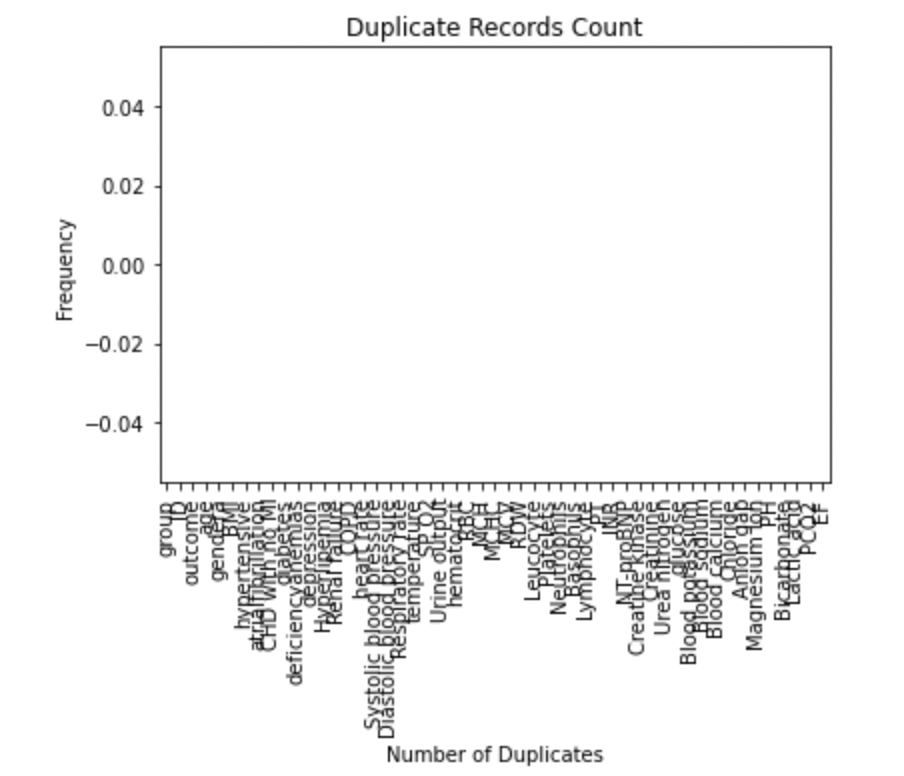 Duplicate Records Count
0.04
0.02
0.00
−0.02
−0.04
Frequency
group
ID
outcome
age
gendera
BMI
hypertensive
atrialfibrillation
CHD with no MI
diabetes
deficiencyanemias
depression
Hyperlipemia
Renal failure
COPD
heart rate
Systolic blood pressure
Diastolic blood pressure
Respiratory rate
temperature
SP O2
Urine output
hematocrit
RBC
MCH
MCHC
MCV
RDW
Leucocyte
Platelets
Neutrophils
Basophils
Lymphocyte
PT
INR
NT-proBNP
Creatine kinase
Creatinine
Urea nitrogen
glucose
Blood potassium
Blood sodium
Blood calcium
Chloride
Anion gap
Magnesium ion
PH
Bicarbonate
Lactic acid
PCO2
EF
Number of Duplicates